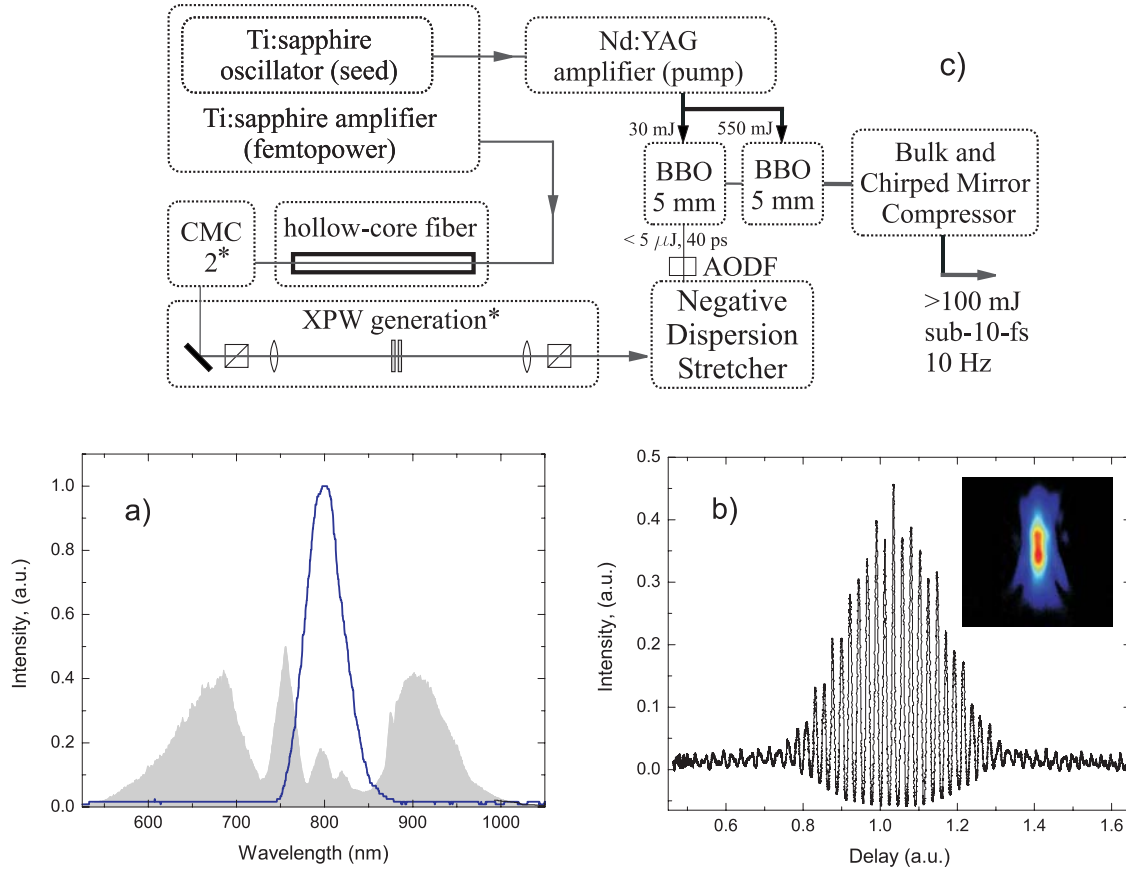 Ti:sapphire
oscillator (seed)
Ti:sapphire amplifier
(femtopower)
Nd:YAG
amplifier (pump)
c)
30 mJ
550 mJ
BBO
5 mm
BBO
5 mm
Bulk and
Chirped Mirror
Compressor
CMC
2*
hollow-core fiber
< 5 μJ, 40 ps
AODF
XPW generation*
Negative
Dispersion
Stretcher
>100 mJ
sub-10-fs
10 Hz
a)
Intensity, (a.u.)
1.0
0.8
0.6
0.4
0.2
0.0
600 700 800 900 1000
Wavelength (nm)
b)
Intensity, (a.u.)
0.5
0.4
0.3
0.2
0.1
0.0
0.6 0.8 1.0 1.2 1.4 1.6
Delay (a.u.)